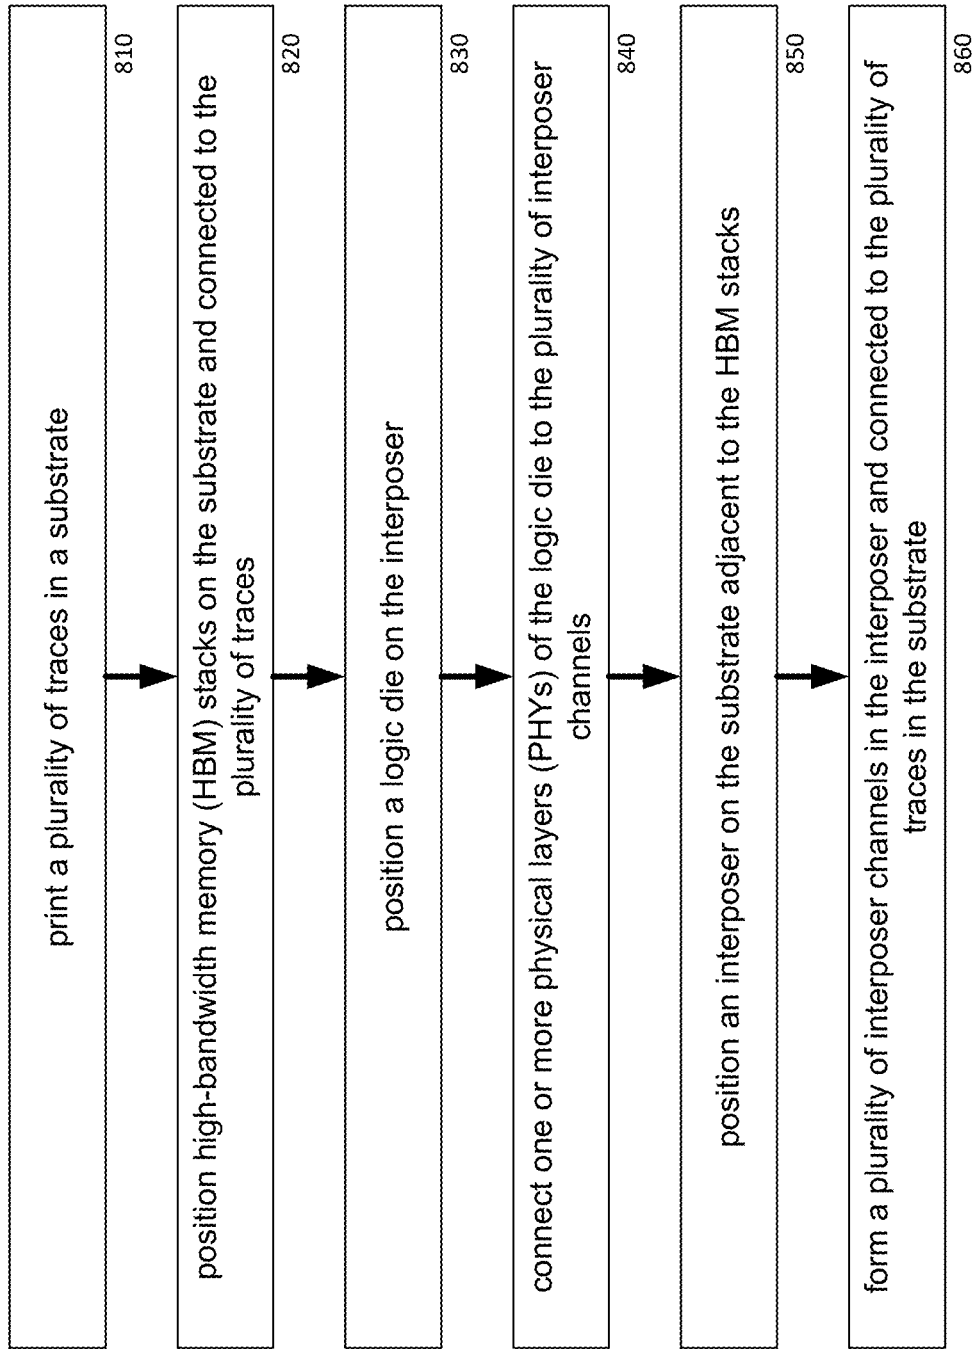 print a plurality of traces in a substrate
810
position high-bandwidth memory (HBM) stacks on the substrate and connected to the
plurality of traces
820
position a logic die on the interposer
830
connect one or more physical layers (PHYs) of the logic die to the plurality of interposer
channels
840
position an interposer on the substrate adjacent to the HBM stacks
850
form a plurality of interposer channels in the interposer and connected to the plurality of
traces in the substrate
860